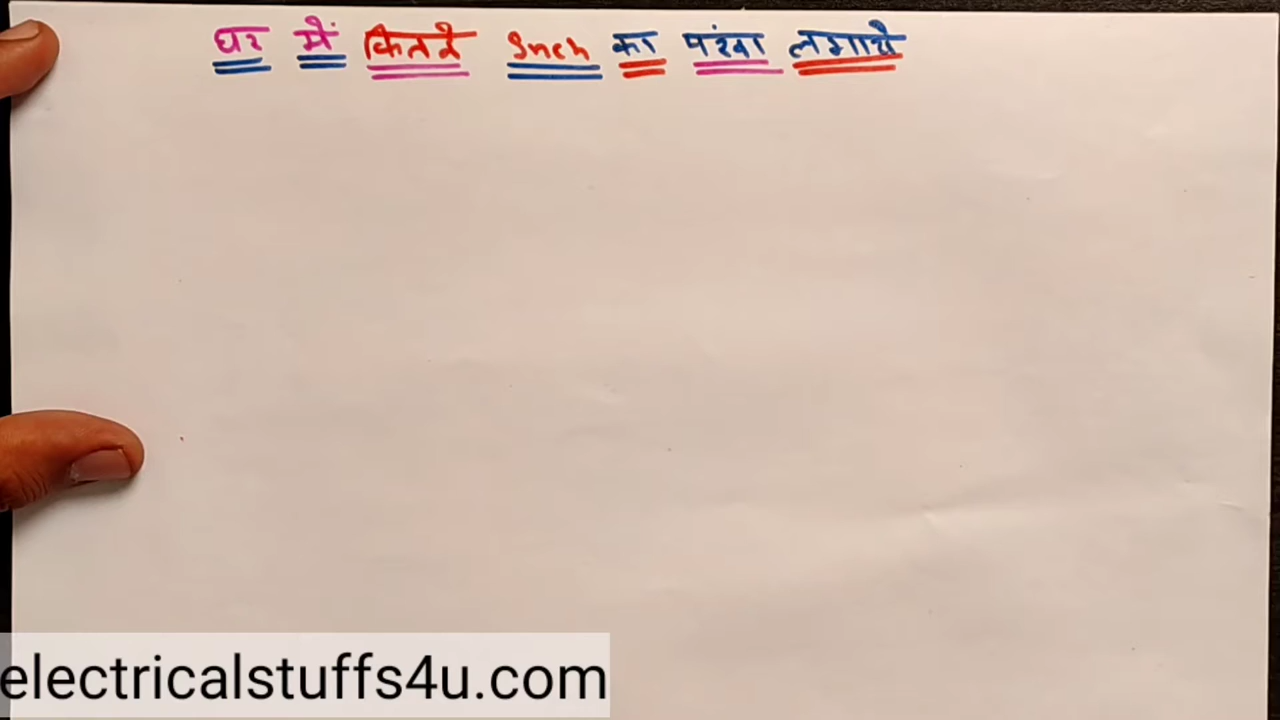 घर में कितने Inch का पंखा लगाये
electricalstuffs4u.com